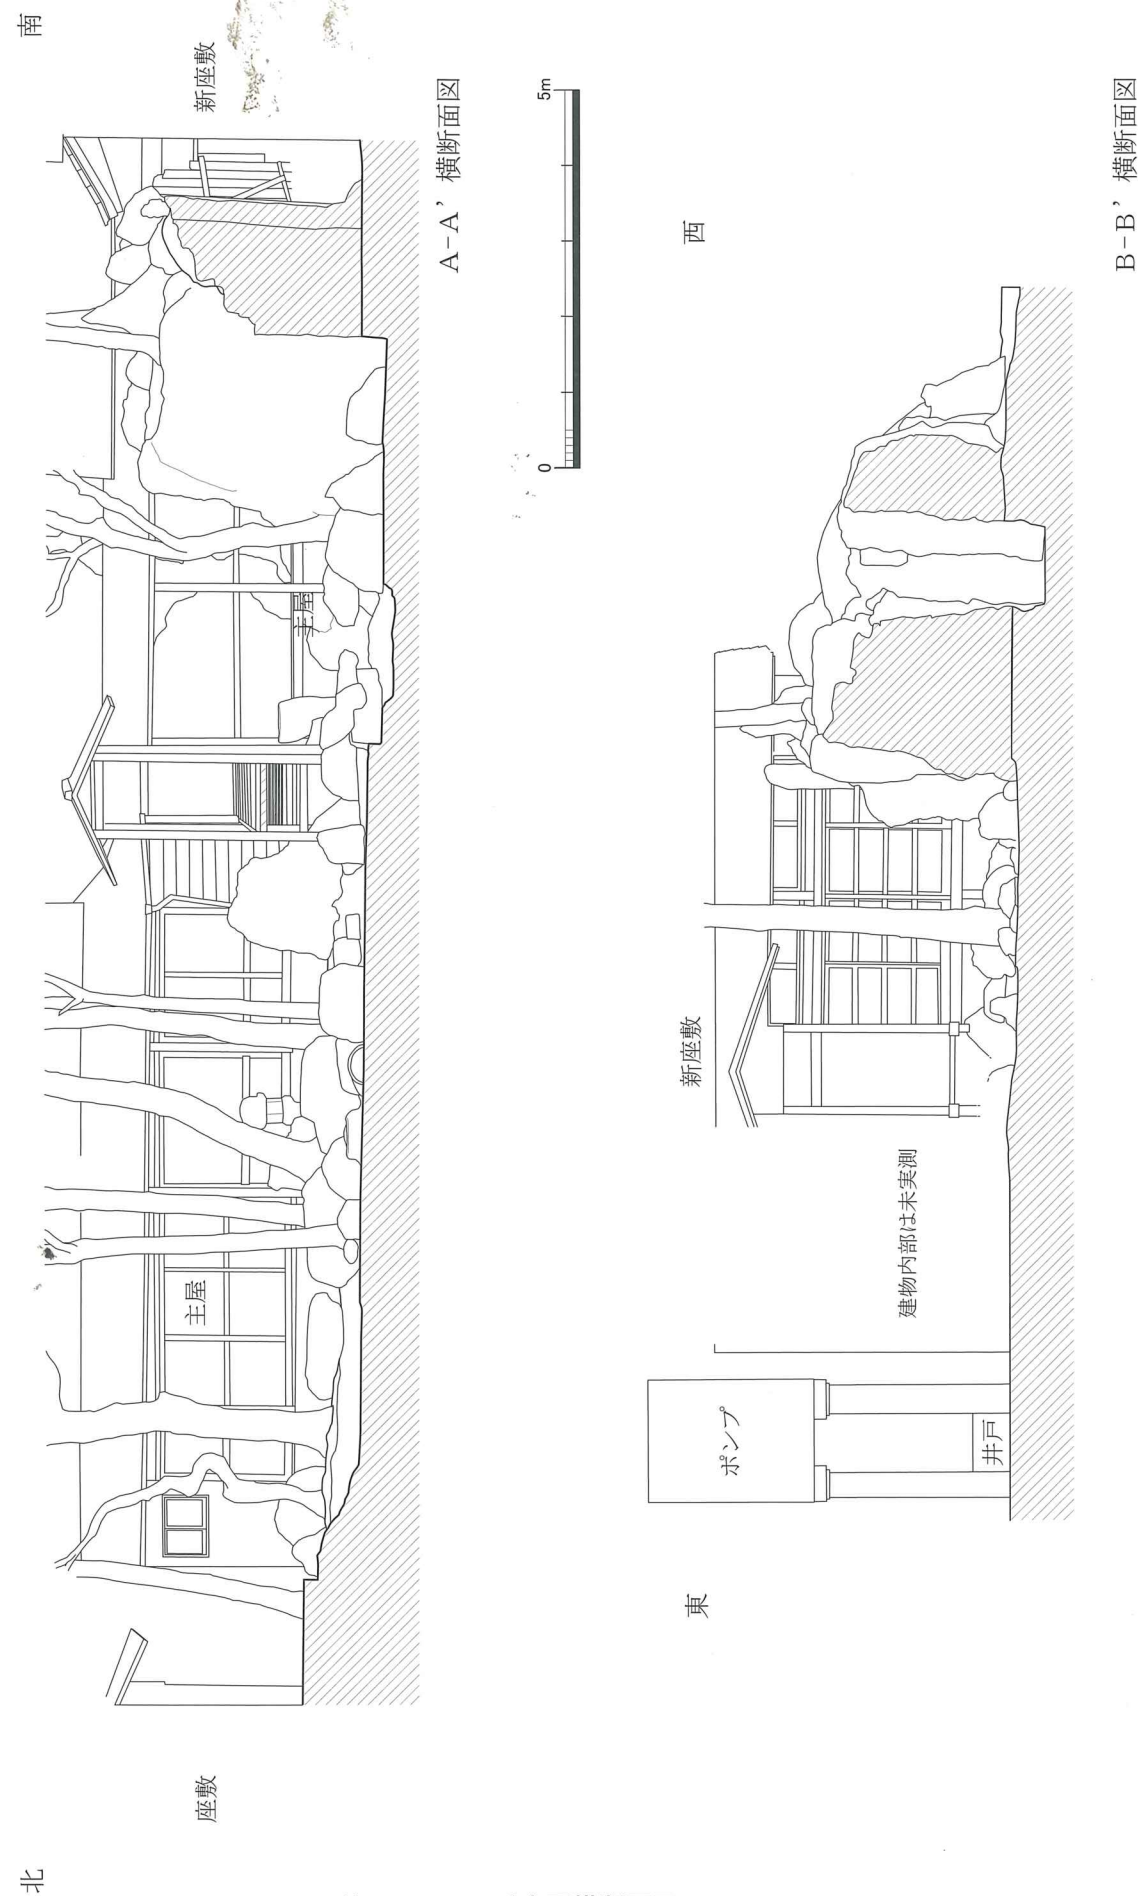 北
南
座敷
主屋
新座敷
A-A’ 横断面図
0
5m
東
西
ポンプ
井戸
建物内部は未実測
新座敷
B-B’ 横断面図